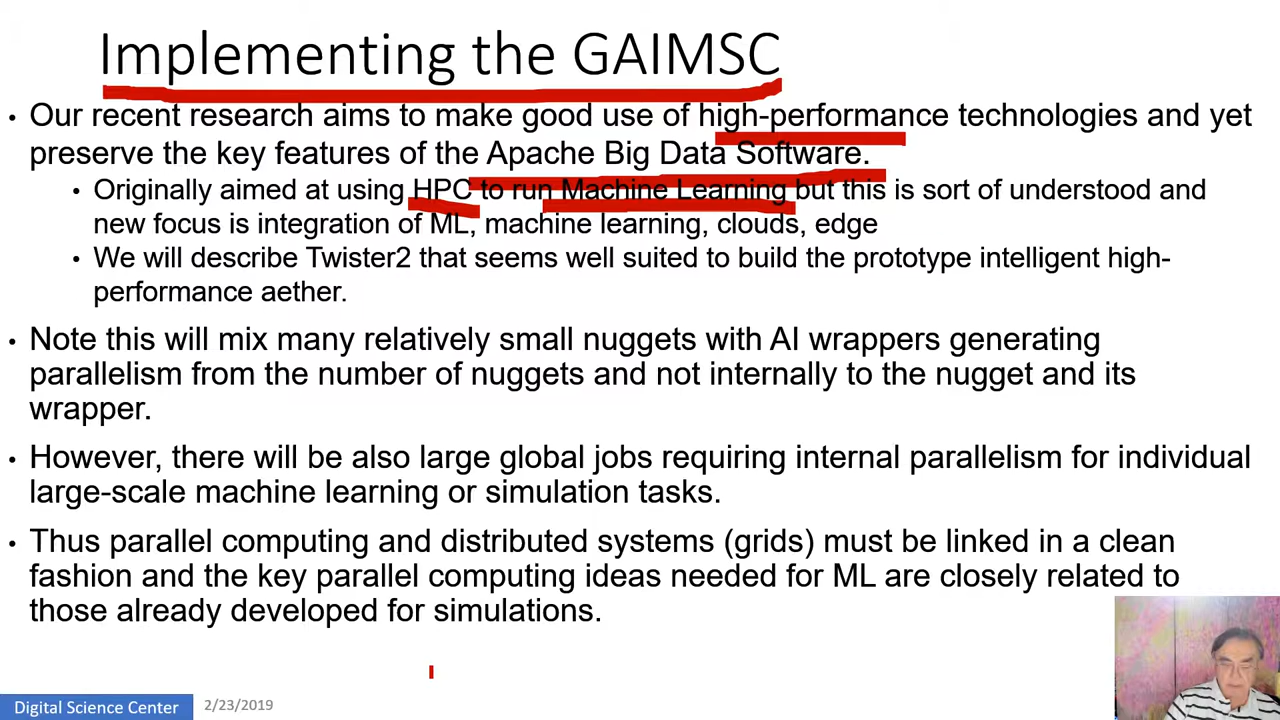 Implementing the GAIMSC
• Our recent research aims to make good use of high-performance technologies and yet
preserve the key features of the Apache Big Data Software.
• Originally aimed at using HPC to run Machine Learning but this is sort of understood and
new focus is integration of ML, machine learning, clouds, edge
• We will describe Twister2 that seems well suited to build the prototype intelligent high-
performance aether.
• Note this will mix many relatively small nuggets with AI wrappers generating
parallelism from the number of nuggets and not internally to the nugget and its
wrapper.
• However, there will be also large global jobs requiring internal parallelism for individual
large-scale machine learning or simulation tasks.
• Thus parallel computing and distributed systems (grids) must be linked in a clean
fashion and the key parallel computing ideas needed for ML are closely related to
those already developed for simulations.
Digital Science Center 2/23/2019